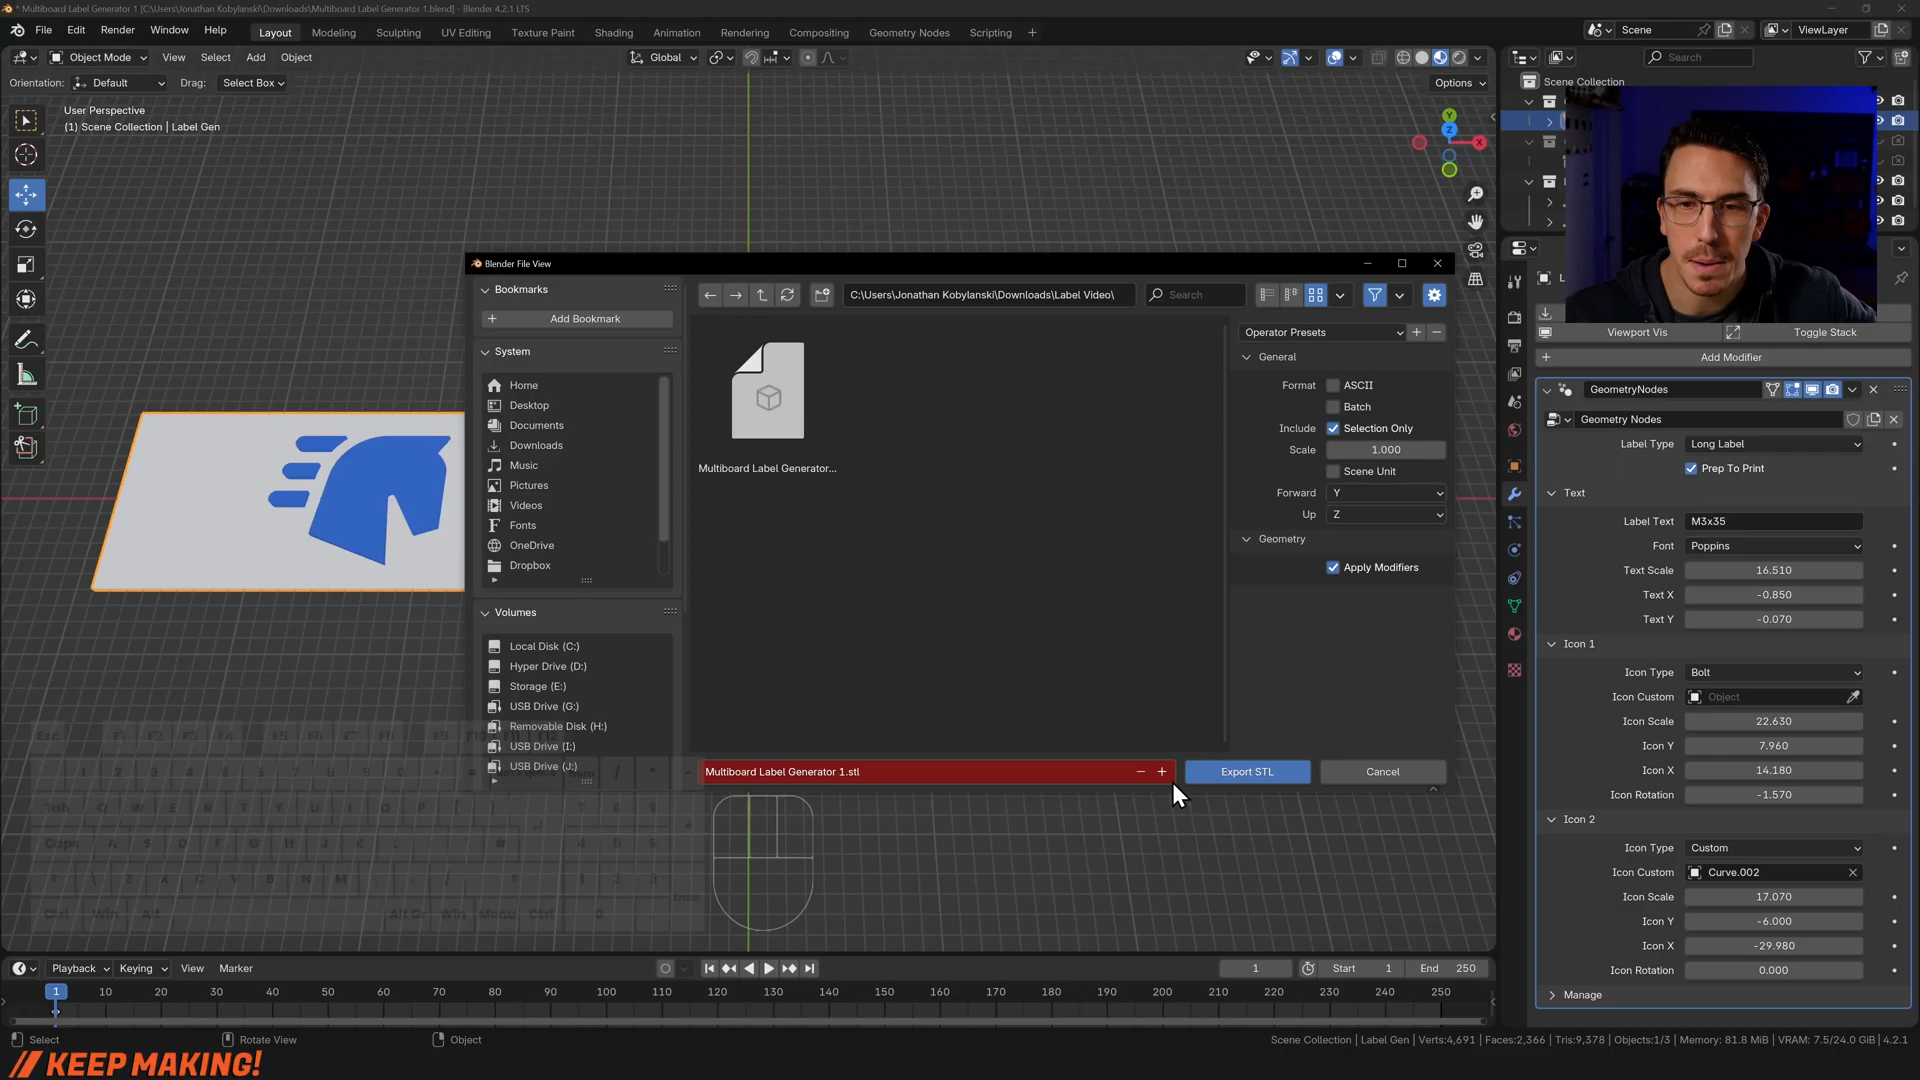 * Multiboard Label Generator 1 [C:\Users\Jonathan Kobylanski\Downloads\Multiboard Label Generator 1.blend] - Blender 4.2.1 LTS
File Edit Render Window Help Layout Modeling Sculpting UV Editing Texture Paint Shading Animation Rendering Compositing Geometry Nodes Scripting + Scene ViewLayer
Object Mode View Select Add Object Global Search
Orientation: Default Drag: Select Box Options Scene Collection
User Perspective
(1) Scene Collection | Label Gen
Y
Z
X
Blender File View
Bookmarks
Add Bookmark
System
Home
Desktop
Documents
Downloads
Music
Pictures
Videos
Fonts
OneDrive
Dropbox
Volumes
Local Disk (C:)
Hyper Drive (D:)
Storage (E:)
USB Drive (G:)
Removable Disk (H:)
USB Drive (I:)
USB Drive (J:)
C:\Users\Jonathan Kobylanski\Downloads\Label Video\
Search
Multiboard Label Generator...
Operator Presets
General
Format ASCII
Batch
Include Selection Only
Scale 1.000
Scene Unit
Forward Y
Up Z
Geometry
Apply Modifiers
Multiboard Label Generator 1.stl
Export STL
Cancel
Viewport Vis Toggle Stack
Add Modifier
GeometryNodes
Geometry Nodes
Label Type Long Label
Prep To Print
Text
Label Text M3x35
Font Poppins
Text Scale 16.510
Text X -0.850
Text Y -0.070
Icon 1
Icon Type Bolt
Icon Custom Object
Icon Scale 22.630
Icon Y 7.960
Icon X 14.180
Icon Rotation -1.570
Icon 2
Icon Type Custom
Icon Custom Curve.002
Icon Scale 17.070
Icon Y -6.000
Icon X -29.980
Icon Rotation 0.000
Manage
Playback Keying View Marker 1 Start 1 End 250
1 10 20 30 40 50 60 70 80 90 100 110 120 130 140 150 160 170 180 190 200 210 220 230 240 250
Select Rotate View Object
Scene Collection | Label Gen | Verts:4,691 | Faces:2,366 | Tris:9,378 | Objects:1/3 | Memory: 81.8 MiB | VRAM: 7.5/24.0 GiB | 4.2.1
// KEEP MAKING!